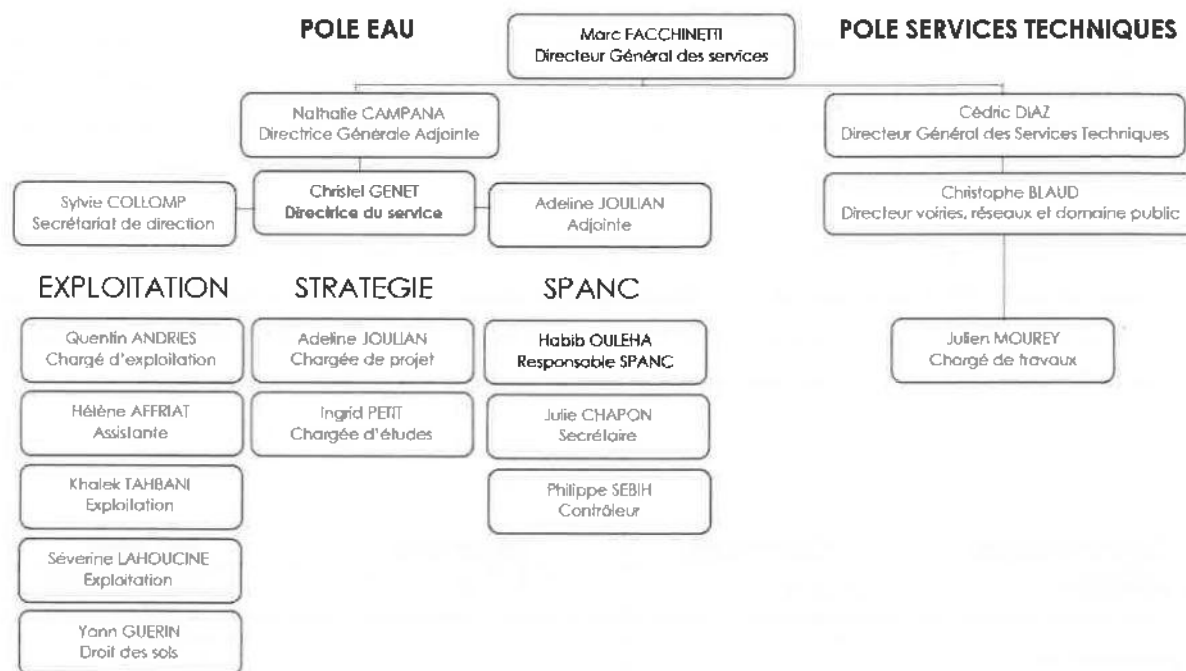 POLE EAU
Marc FACCHINETTI
Directeur Général des services
POLE SERVICES TECHNIQUES
Nathalie CAMPANA
Directrice Générale Adjointe
Cédric DIAZ
Directeur Général des Services Techniques
Sylvie COLLOMP
Secrétariat de direction
Christel GENET
Directrice du service
Adeline JOULIAN
Adjointe
Christophe BLAUD
Directeur voiries, réseaux et domaine public
EXPLOITATION
STRATEGIE
SPANC
Quentin ANDRIES
Chargé d'exploitation
Adeline JOULIAN
Chargée de projet
Habib OULEHA
Responsable SPANC
Julien MOUREY
Chargé de travaux
Hélène AFFRIAT
Assistante
Ingrid PETIT
Chargée d'études
Julie CHAPON
Secrétaire
Khalek TAHBANI
Exploitation
Philippe SEBIH
Contrôleur
Séverine LAHOUCINE
Exploitation
Yann GUERIN
Droit des sols